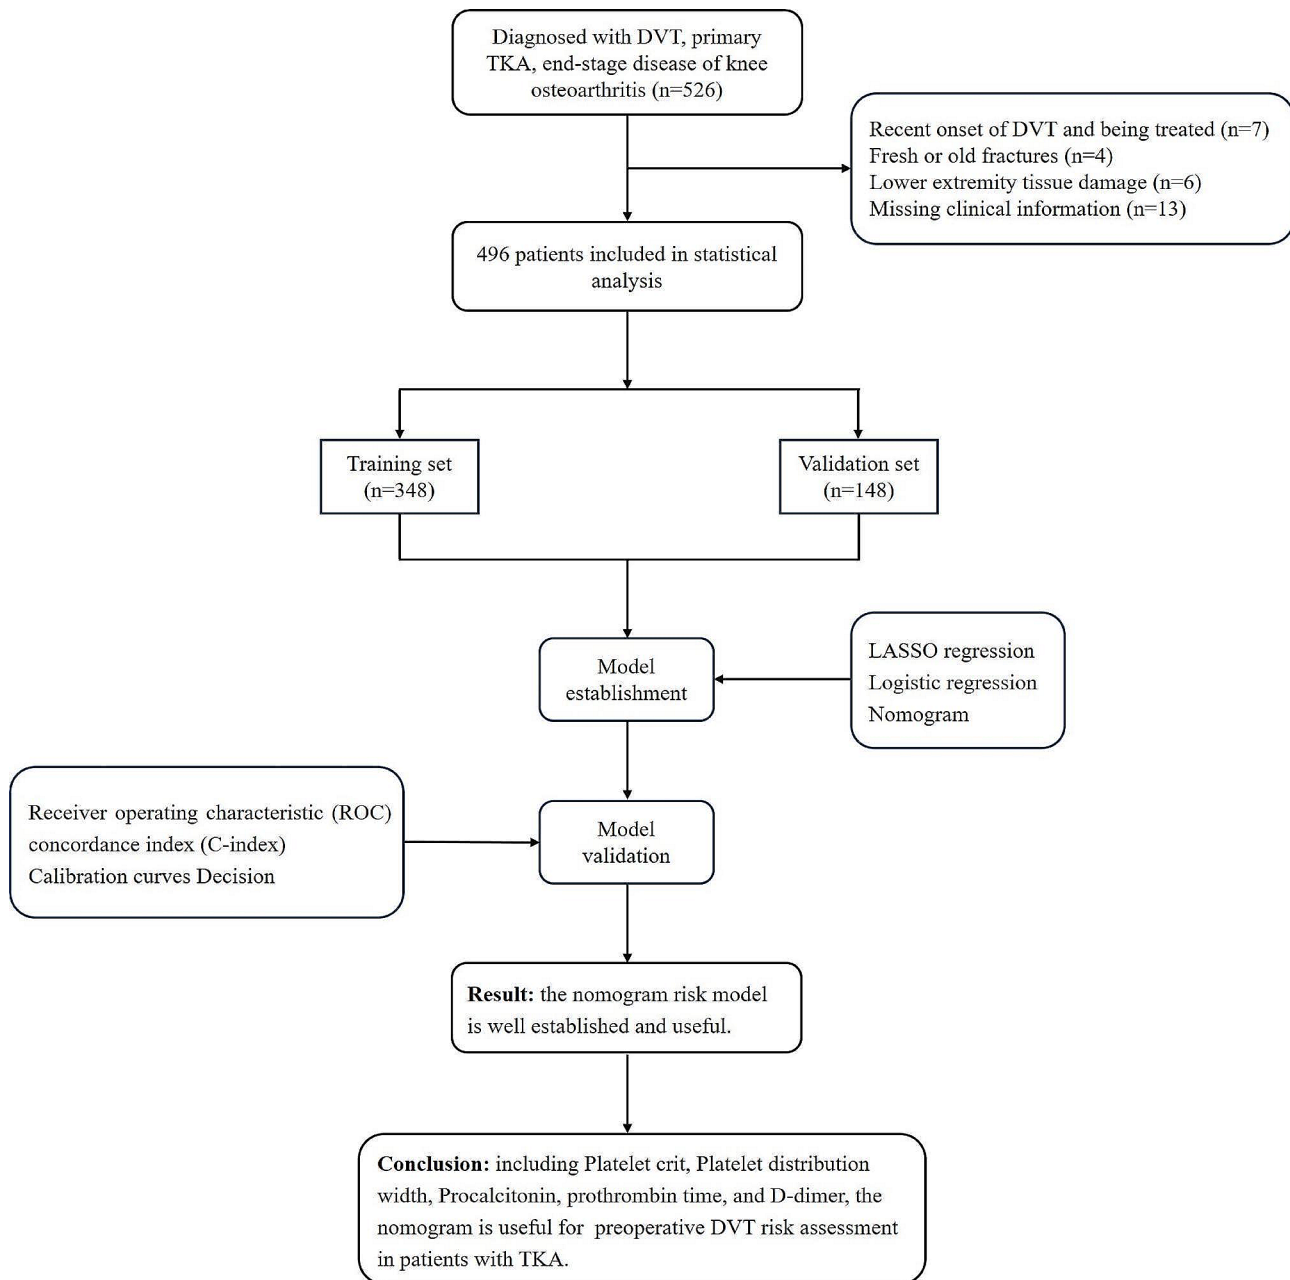 Diagnosed with DVT, primary
TKA, end-stage disease of knee
osteoarthritis (n=526)
Recent onset of DVT and being treated (n=7)
Fresh or old fractures (n=4)
Lower extremity tissue damage (n=6)
Missing clinical information (n=13)
496 patients included in statistical
analysis
Training set
(n=348)
Validation set
(n=148)
Model
establishment
LASSO regression
Logistic regression
Nomogram
Receiver operating characteristic (ROC)
concordance index (C-index)
Calibration curves Decision
Model
validation
Result: the nomogram risk model
is well established and useful.
Conclusion: including Platelet crit, Platelet distribution
width, Procalcitonin, prothrombin time, and D-dimer, the
nomogram is useful for preoperative DVT risk assessment
in patients with TKA.